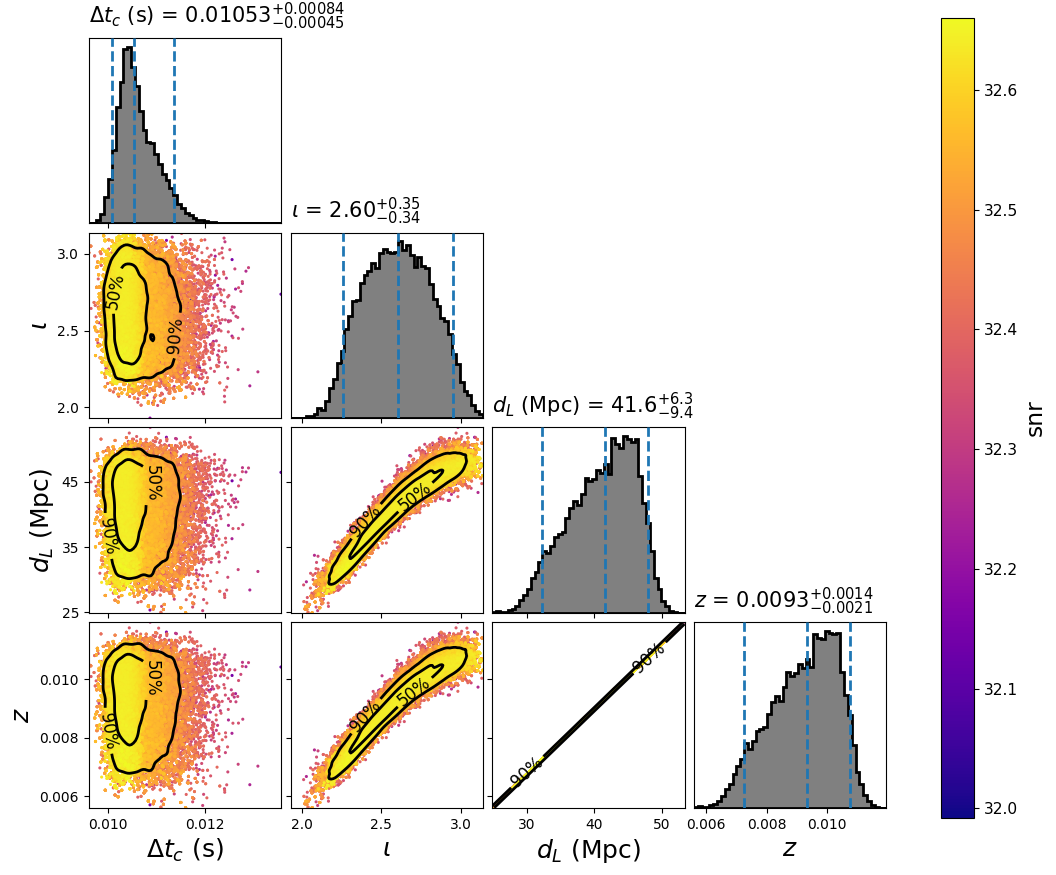 Δt_c (s) = 0.01053^{+0.00084}_{−0.00045}
32.6
32.5
ι = 2.60^{+0.35}_{−0.34}
3.0
50%
2.5
90%
ι
2.0
32.4
snr
d_L (Mpc) = 41.6^{+6.3}_{−9.4}
32.3
45
50%
90%
50%
90%
35
d_L (Mpc)
25
32.2
z = 0.0093^{+0.0014}_{−0.0021}
0.010
50%
90%
50%
90%
90%
90%
0.008
z
0.006
32.1
32.0
0.010 0.012
2.0 2.5 3.0
30 40 50
0.006 0.008 0.010
Δt_c (s)
ι
d_L (Mpc)
z